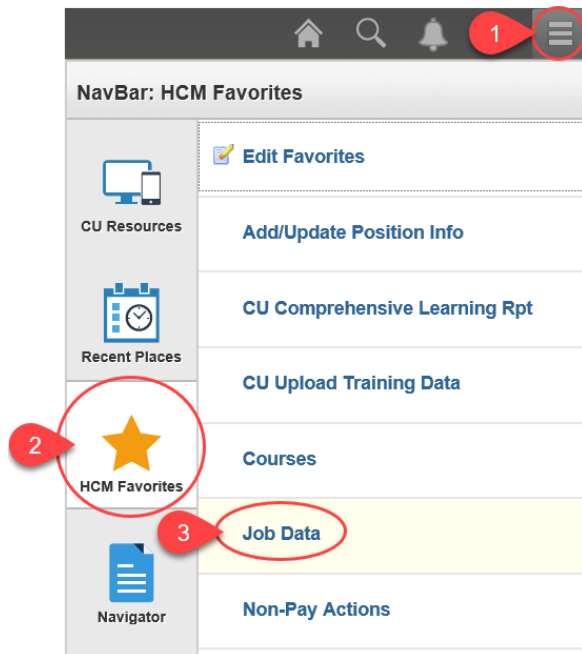 1
NavBar: HCM Favorites
Edit Favorites
CU Resources
Add/Update Position Info
CU Comprehensive Learning Rpt
Recent Places
CU Upload Training Data
2
HCM Favorites
Courses
3
Job Data
Navigator
Non-Pay Actions